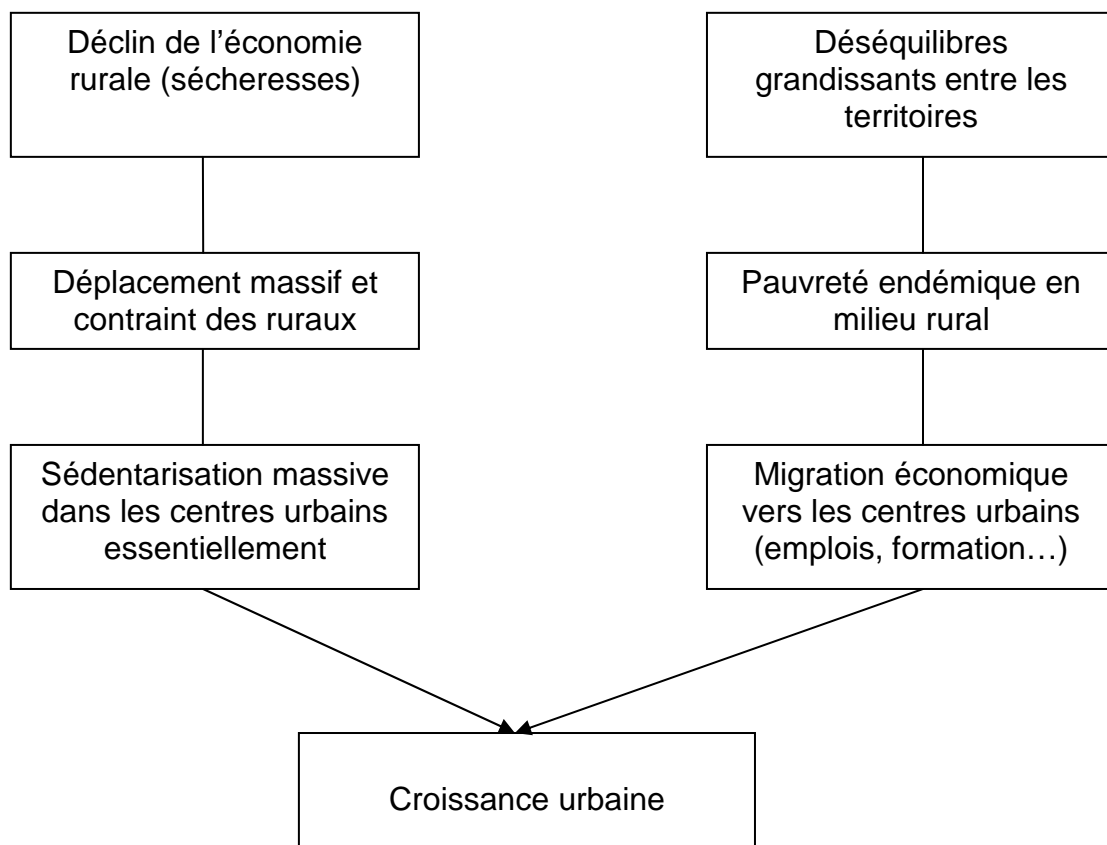 Déclin de l’économie
rurale (sécheresses)
Déséquilibres
grandissants entre les
territoires
Déplacement massif et
contraint des ruraux
Pauvreté endémique en
milieu rural
Sédentarisation massive
dans les centres urbains
essentiellement
Migration économique
vers les centres urbains
(emplois, formation…)
Croissance urbaine